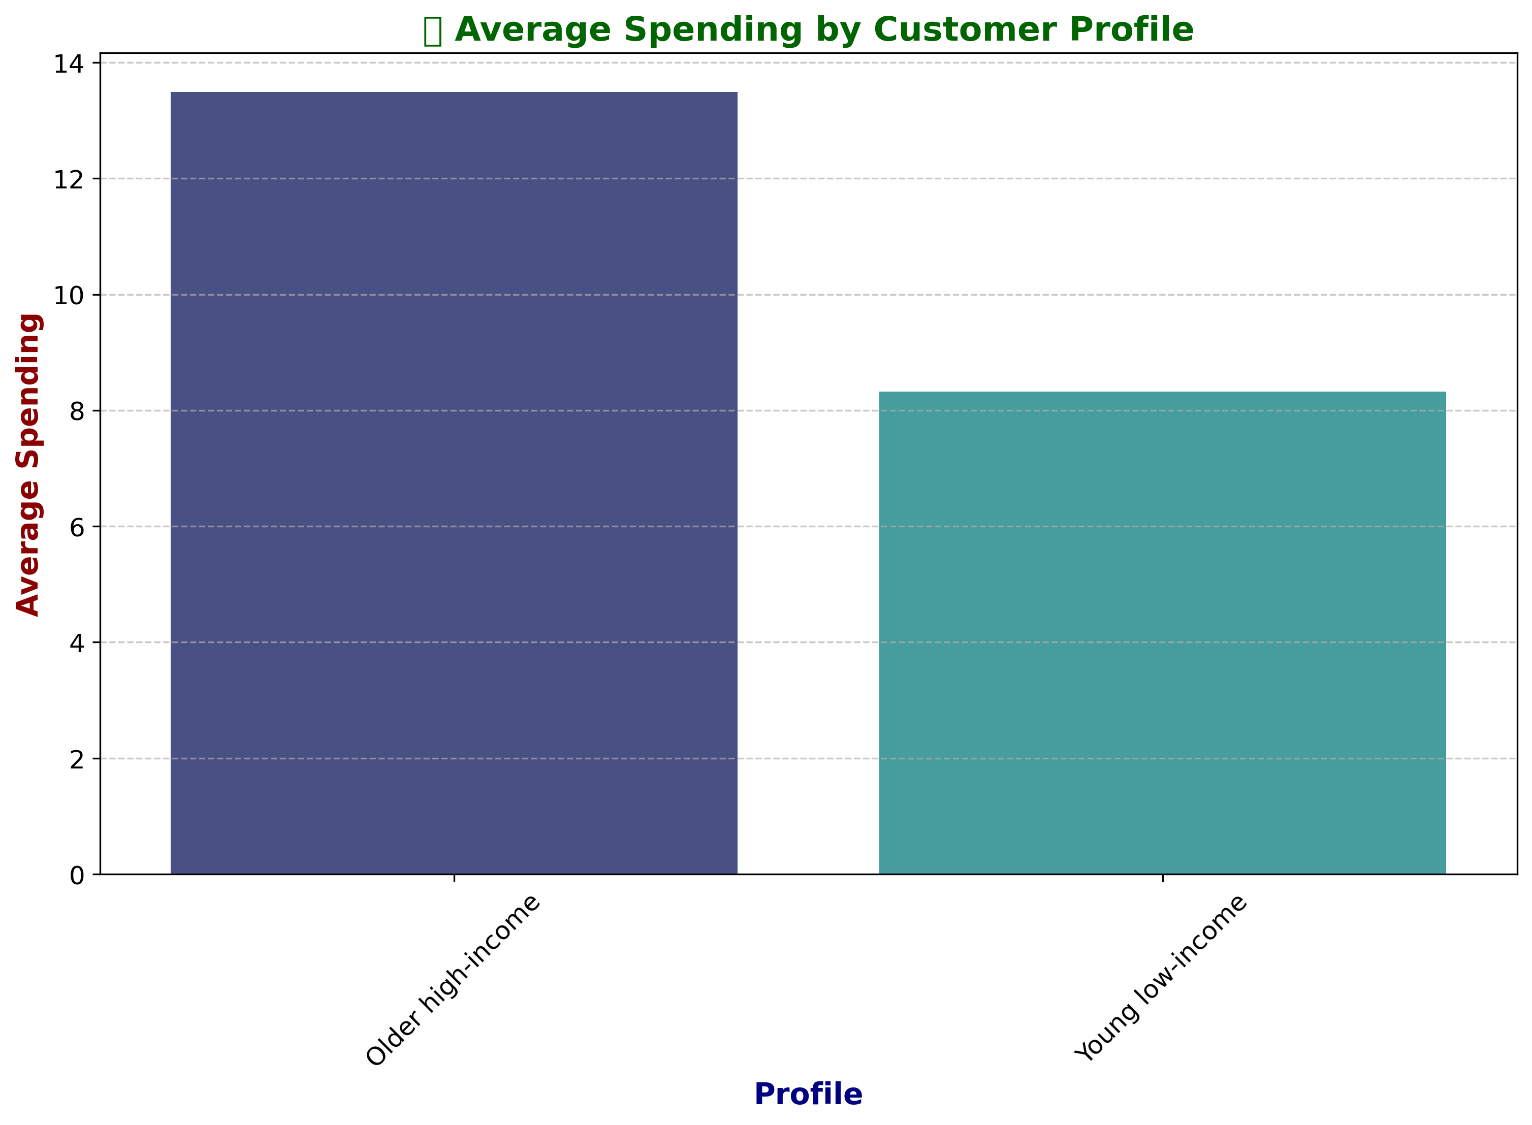 Average Spending by Customer Profile
14
12
10
8
6
4
2
0
Average Spending
Older high-income
Young low-income
Profile